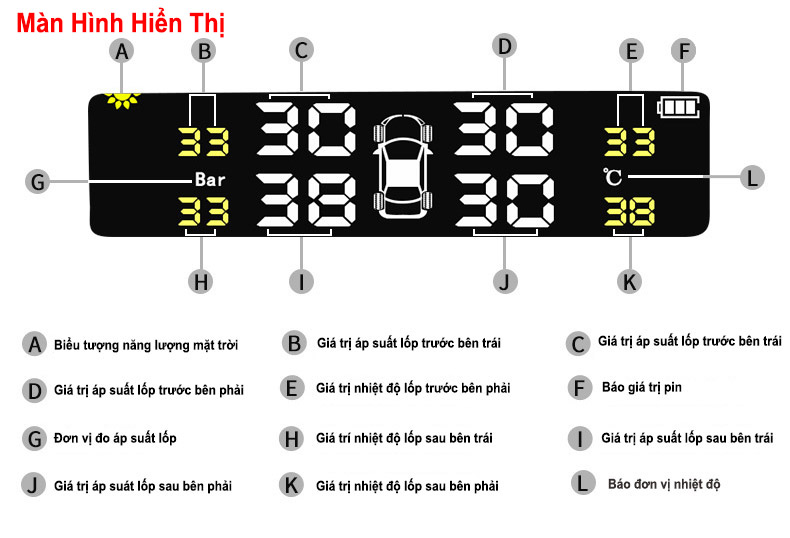 Màn Hình Hiển Thị
A B C D E F
33 30 30 33
G Bar ℃ L
33 38 30 38
H I J K
A Biểu tượng năng lượng mặt trời
B Giá trị áp suất lốp trước bên trái
C Giá trị áp suất lốp trước bên trái
D Giá trị áp suất lốp trước bên phải
E Giá trị nhiệt độ lốp trước bên phải
F Báo giá trị pin
G Đơn vị đo áp suất lốp
H Giá trí nhiệt độ lốp sau bên trái
I Giá trị áp suất lốp sau bên trái
J Giá trị áp suát lốp sau bên phải
K Giá trị nhiệt độ lốp sau bên phải
L Báo đơn vị nhiệt độ